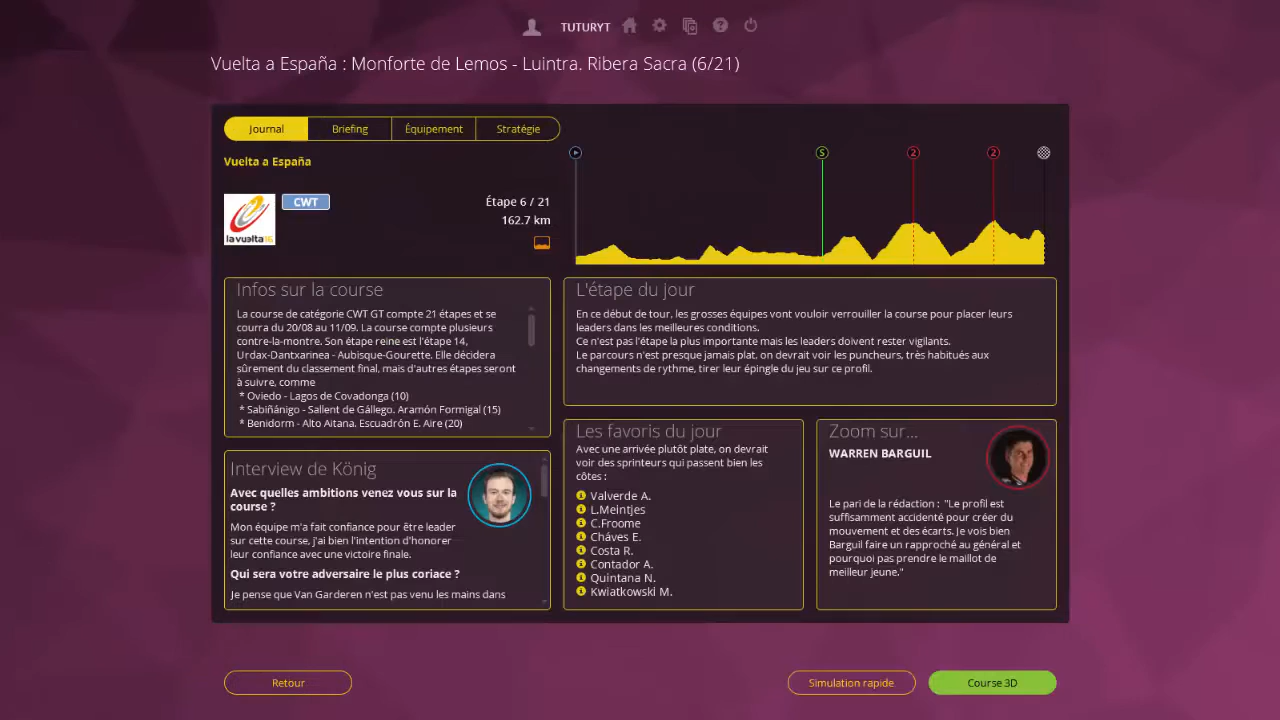 TUTURYT
Vuelta a España : Monforte de Lemos - Luintra. Ribera Sacra (6/21)
Journal
Briefing
Équipement
Stratégie
Vuelta a España
la vuelta16
CWT
Étape 6 / 21
162.7 km
S
2
2
Infos sur la course
La course de catégorie CWT GT compte 21 étapes et se
courra du 20/08 au 11/09. La course compte plusieurs
contre-la-montre. Son étape reine est l'étape 14,
Urdax-Dantxarinea - Aubisque-Gourette. Elle décidera
sûrement du classement final, mais d'autres étapes seront
à suivre, comme
* Oviedo - Lagos de Covadonga (10)
* Sabiñánigo - Sallent de Gállego. Aramón Formigal (15)
* Benidorm - Alto Aitana. Escuadrón E. Aire (20)
L'étape du jour
En ce début de tour, les grosses équipes vont vouloir verrouiller la course pour placer leurs
leaders dans les meilleures conditions.
Ce n'est pas l'étape la plus importante mais les leaders doivent rester vigilants.
Le parcours n'est presque jamais plat, on devrait voir les puncheurs, très habitués aux
changements de rythme, tirer leur épingle du jeu sur ce profil.
Interview de König
Avec quelles ambitions venez vous sur la
course ?
Mon équipe m'a fait confiance pour être leader
sur cette course, j'ai bien l'intention d'honorer
leur confiance avec une victoire finale.
Qui sera votre adversaire le plus coriace ?
Je pense que Van Garderen n'est pas venu les mains dans
Les favoris du jour
Avec une arrivée plutôt plate, on devrait
voir des sprinteurs qui passent bien les
côtes :
Valverde A.
L.Meintjes
C.Froome
Cháves E.
Costa R.
Contador A.
Quintana N.
Kwiatkowski M.
Zoom sur...
WARREN BARGUIL
Le pari de la rédaction : "Le profil est
suffisamment accidenté pour créer du
mouvement et des écarts. Je vois bien
Barguil faire un rapproché au général et
pourquoi pas prendre le maillot de
meilleur jeune."
Retour
Simulation rapide
Course 3D